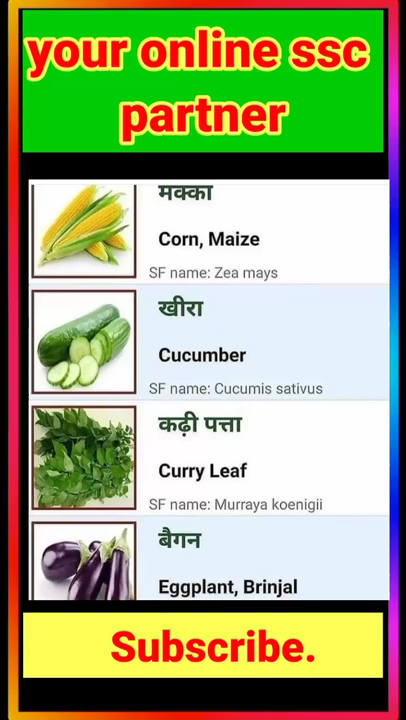 your online ssc
partner
मक्का
Corn, Maize
SF name: Zea mays
खीरा
Cucumber
SF name: Cucumis sativus
कढ़ी पत्ता
Curry Leaf
SF name: Murraya koenigii
बैगन
Eggplant, Brinjal
Subscribe.